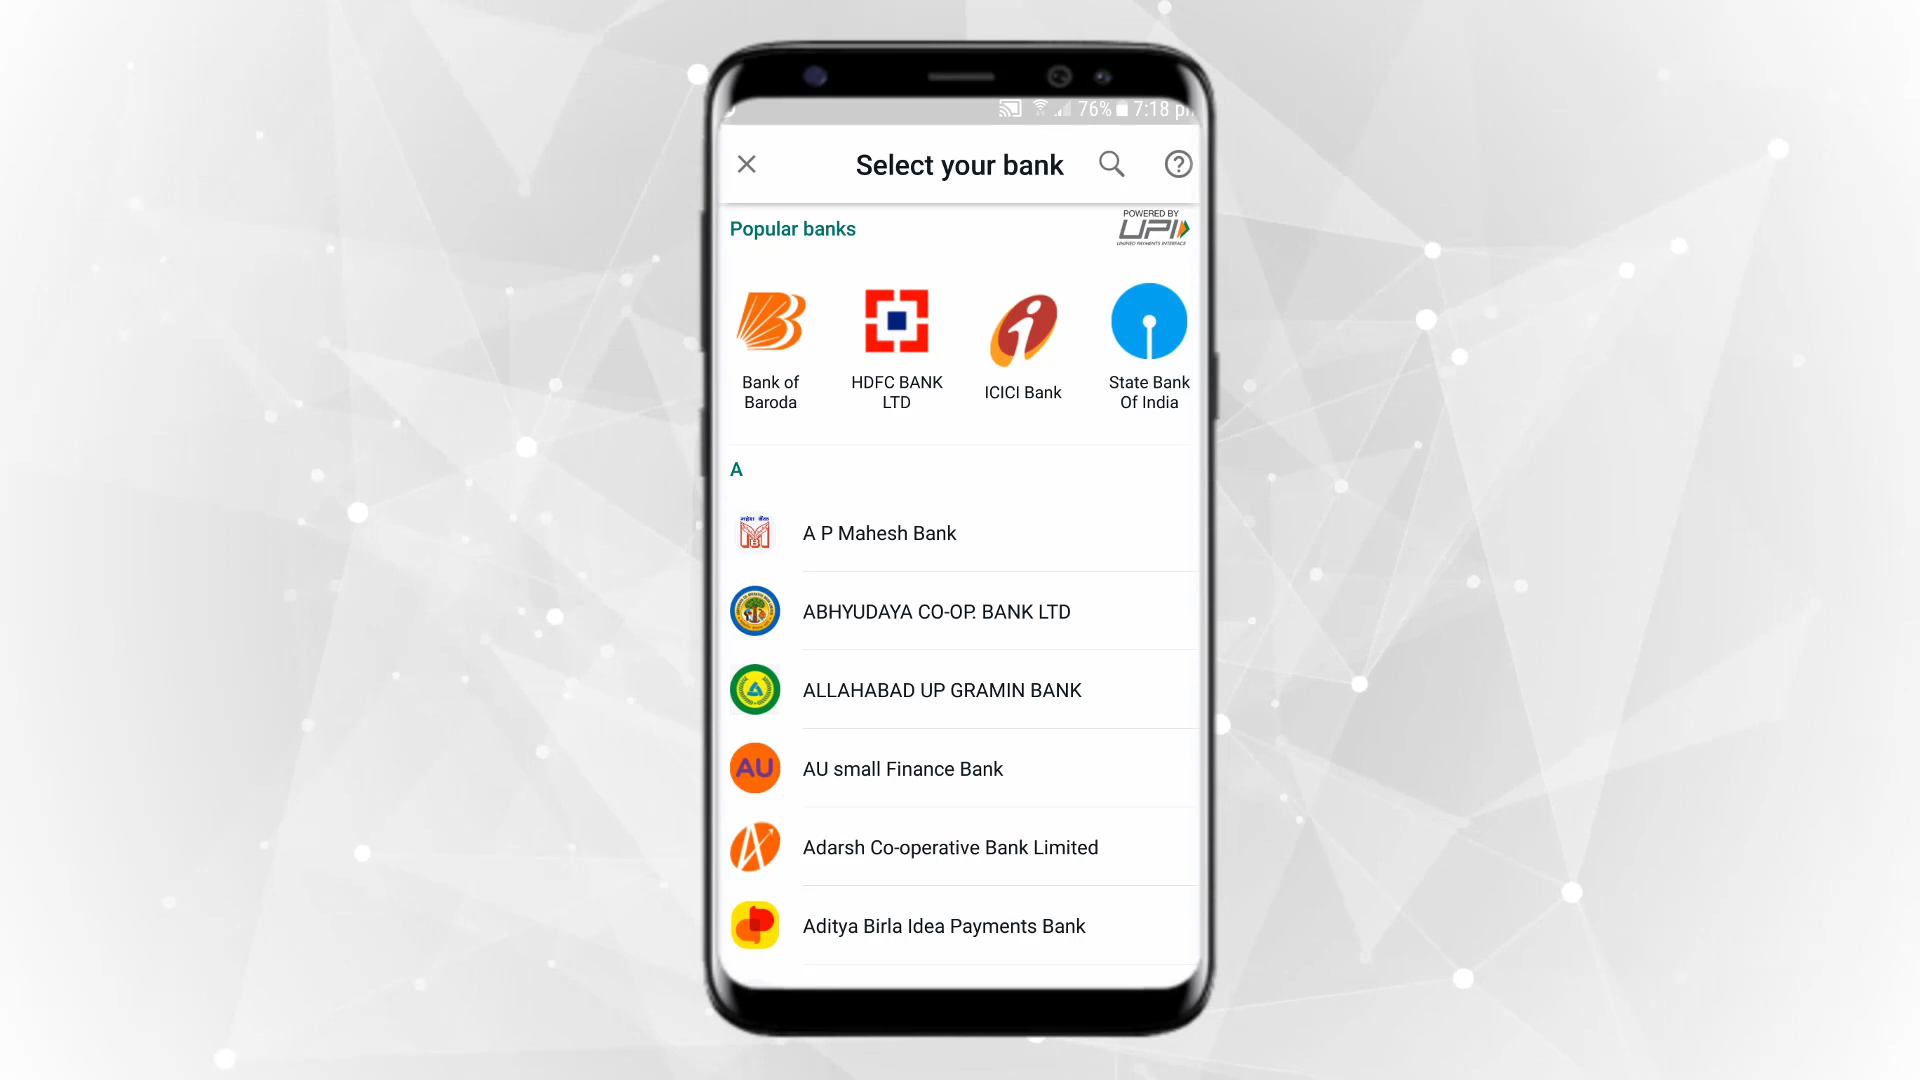 76% 7:18 p
Select your bank
Popular banks
POWERED BY
UPI
UNIFIED PAYMENTS INTERFACE
Bank of
Baroda
HDFC BANK
LTD
ICICI Bank
State Bank
Of India
A
A P Mahesh Bank
ABHYUDAYA CO-OP. BANK LTD
ALLAHABAD UP GRAMIN BANK
AU
AU small Finance Bank
Adarsh Co-operative Bank Limited
Aditya Birla Idea Payments Bank